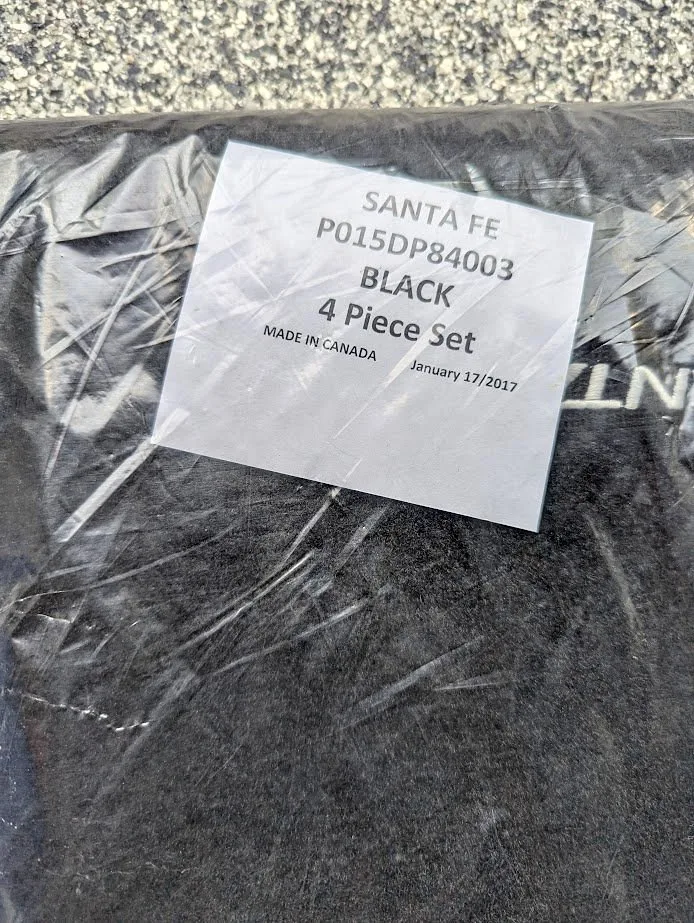 SANTA FE
P015DP84003
BLACK
4 Piece Set
MADE IN CANADA January 17/2017